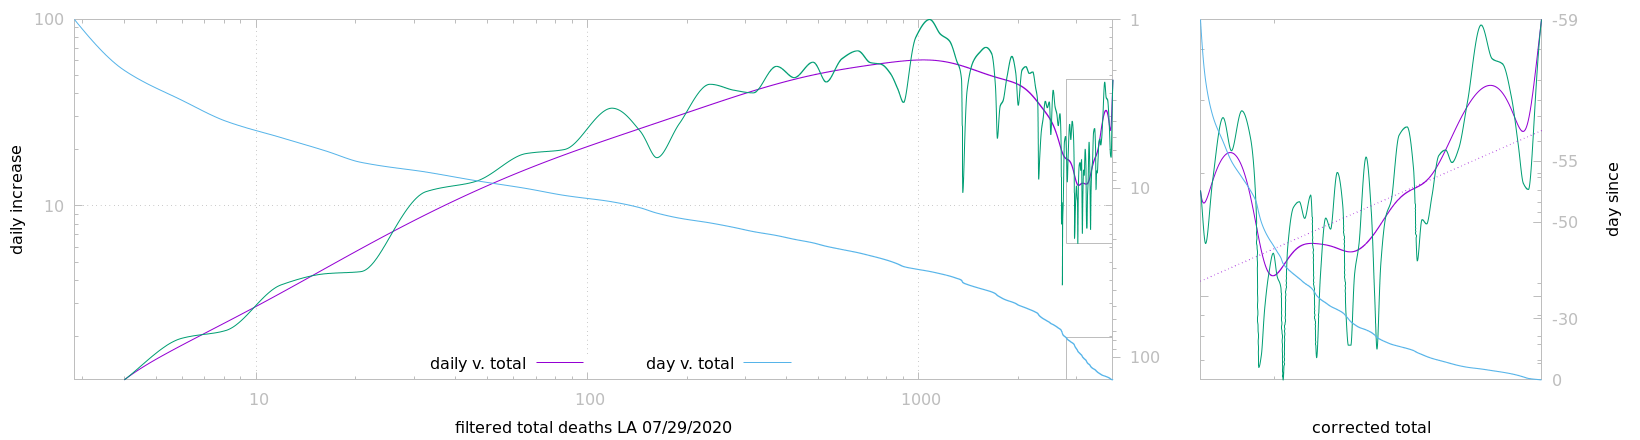 100
10
daily increase
1
10
100
10
100
1000
daily v. total
day v. total
filtered total deaths LA 07/29/2020
-59
-55
-50
-30
0
day since
corrected total